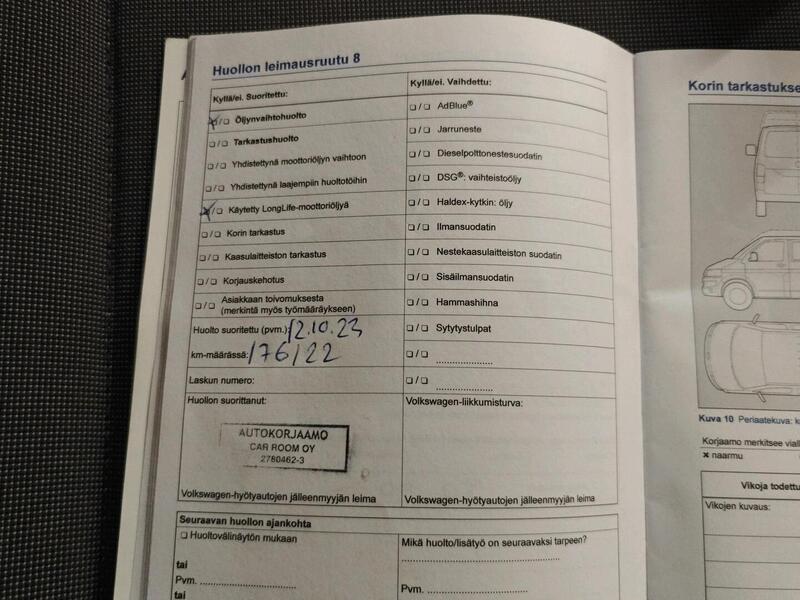 Huollon leimausruutu 8
Kyllä/ei. Suoritettu:
❏ / ❏ Öljynvaihtohuolto
❏ / ❏ Tarkastushuolto
❏ / ❏ Yhdistettynä moottoriöljyn vaihtoon
❏ / ❏ Yhdistettynä laajempiin huoltotöihin
❏ / ❏ Käytetty LongLife-moottoriöljyä
❏ / ❏ Korin tarkastus
❏ / ❏ Kaasulaitteiston tarkastus
❏ / ❏ Korjauskehotus
❏ / ❏ Asiakkaan toivomuksesta
(merkintä myös työmääräykseen)
Huolto suoritettu (pvm.): 12.10.23
km-määrässä: 176122
Laskun numero:
Huollon suorittanut:
AUTOKORJAAMO
CAR ROOM OY
2780462-3
Volkswagen-hyötyautojen jälleenmyyjän leima
Kyllä/ei. Vaihdettu:
❏ / ❏ AdBlue®
❏ / ❏ Jarruneste
❏ / ❏ Dieselpolttonestesuodatin
❏ / ❏ DSG®: vaihteistoöljy
❏ / ❏ Haldex-kytkin: öljy
❏ / ❏ Ilmansuodatin
❏ / ❏ Nestekaasulaitteiston suodatin
❏ / ❏ Sisäilmansuodatin
❏ / ❏ Hammashihna
❏ / ❏ Sytytystulpat
❏ / ❏ ....................
❏ / ❏ ....................
Volkswagen-liikkumisturva:
Volkswagen-hyötyautojen jälleenmyyjän leima
Seuraavan huollon ajankohta
❏ Huoltovälinäytön mukaan
tai
Pvm. ..............................
tai
Mikä huolto/lisätyö on seuraavaksi tarpeen?
........................................
Pvm. ..............................
Korin tarkastukse
Kuva 10 Periaatekuva: k
Korjaamo merkitsee viall
✖ naarmu
Vikoja todettu
Vikojen kuvaus: